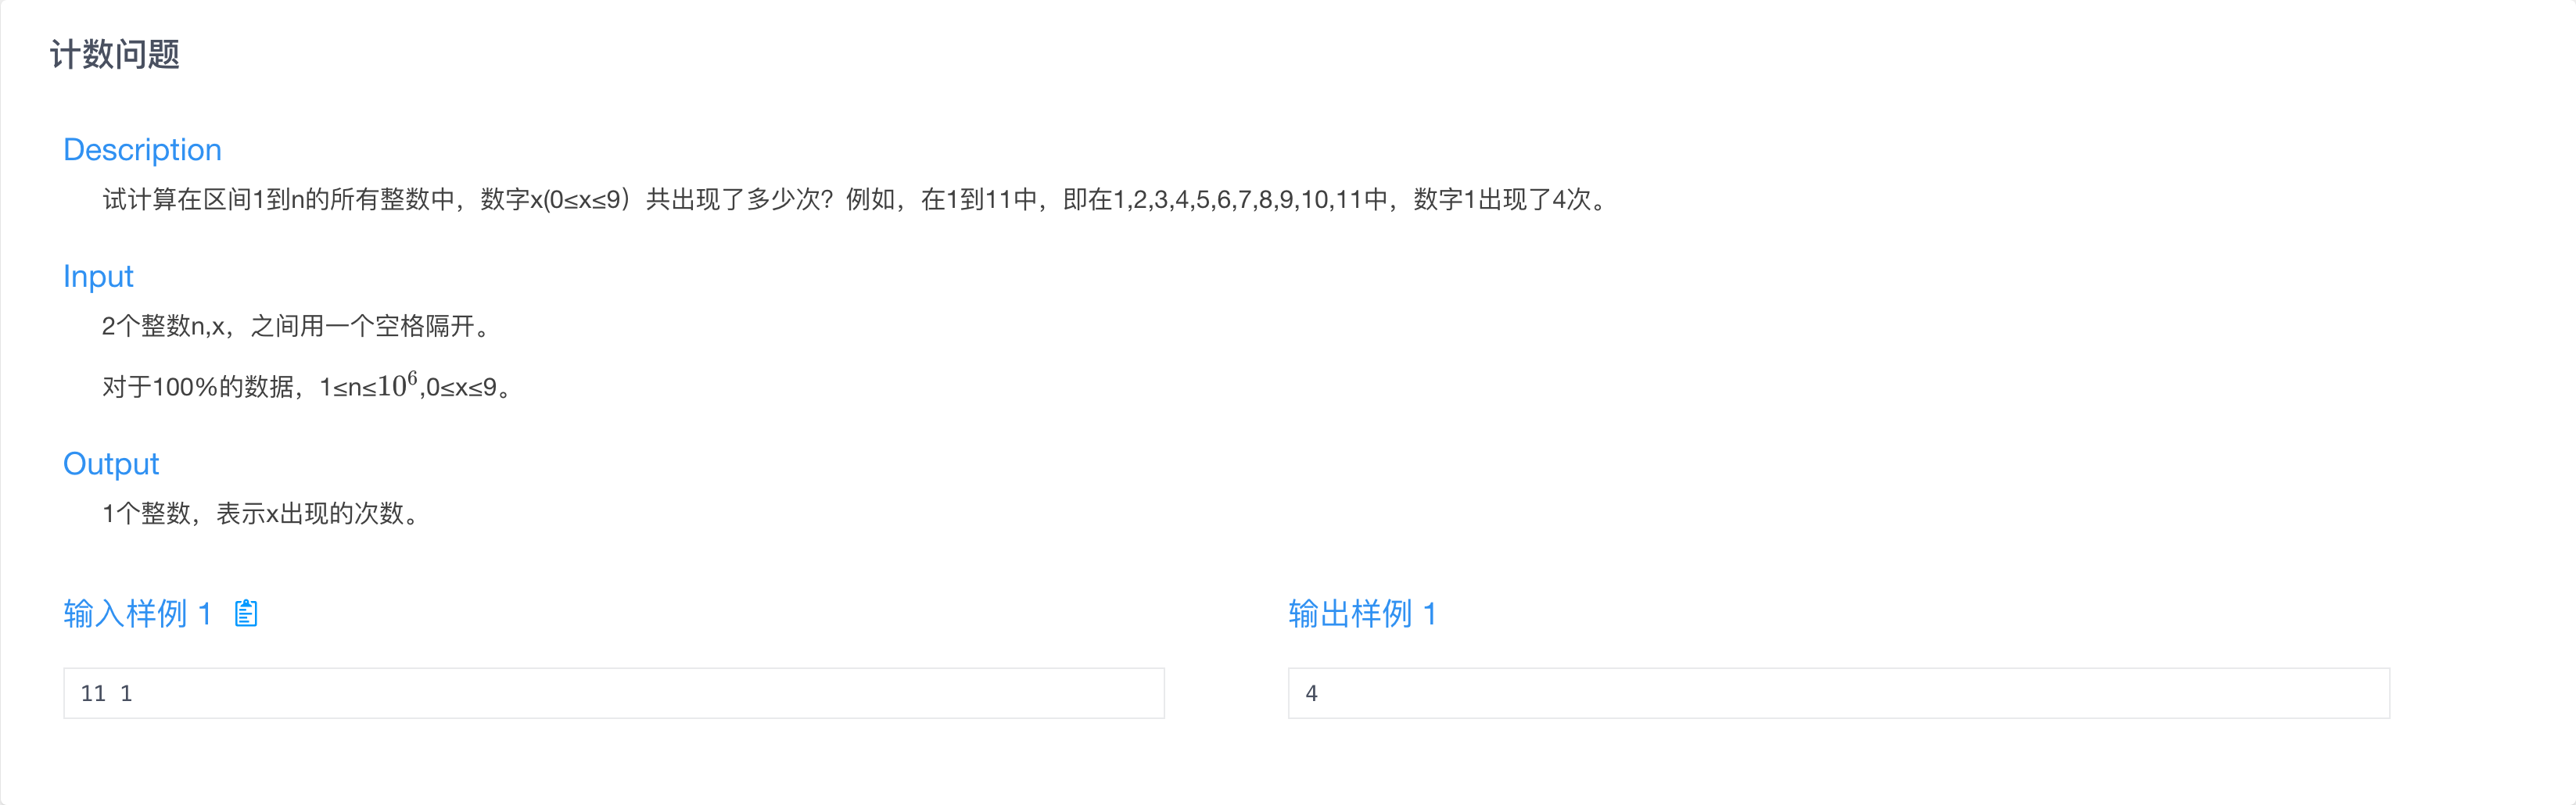 计数问题
Description
试计算在区间1到n的所有整数中，数字x(0≤x≤9）共出现了多少次？例如，在1到11中，即在1,2,3,4,5,6,7,8,9,10,11中，数字1出现了4次。
Input
2个整数n,x，之间用一个空格隔开。
对于100%的数据，1≤n≤10⁶,0≤x≤9。
Output
1个整数，表示x出现的次数。
输入样例 1
输出样例 1
11 1
4